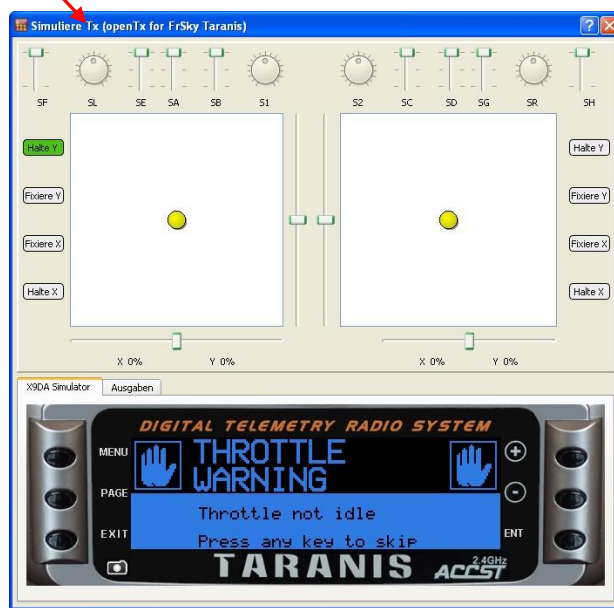 Simuliere Tx (openTx for FrSky Taranis)
SF SL SE SA SB S1 S2 SC SD SG SR SH
Halte Y Halte Y
Fixiere Y Fixiere Y
Fixiere X Fixiere X
Halte X Halte X
X 0% Y 0% X 0% Y 0%
X9DA Simulator Ausgaben
DIGITAL TELEMETRY RADIO SYSTEM
MENU THROTTLE +
WARNING
PAGE -
Throttle not idle
EXIT Press any key to skip ENT
TARANIS ACCST 2.4GHz